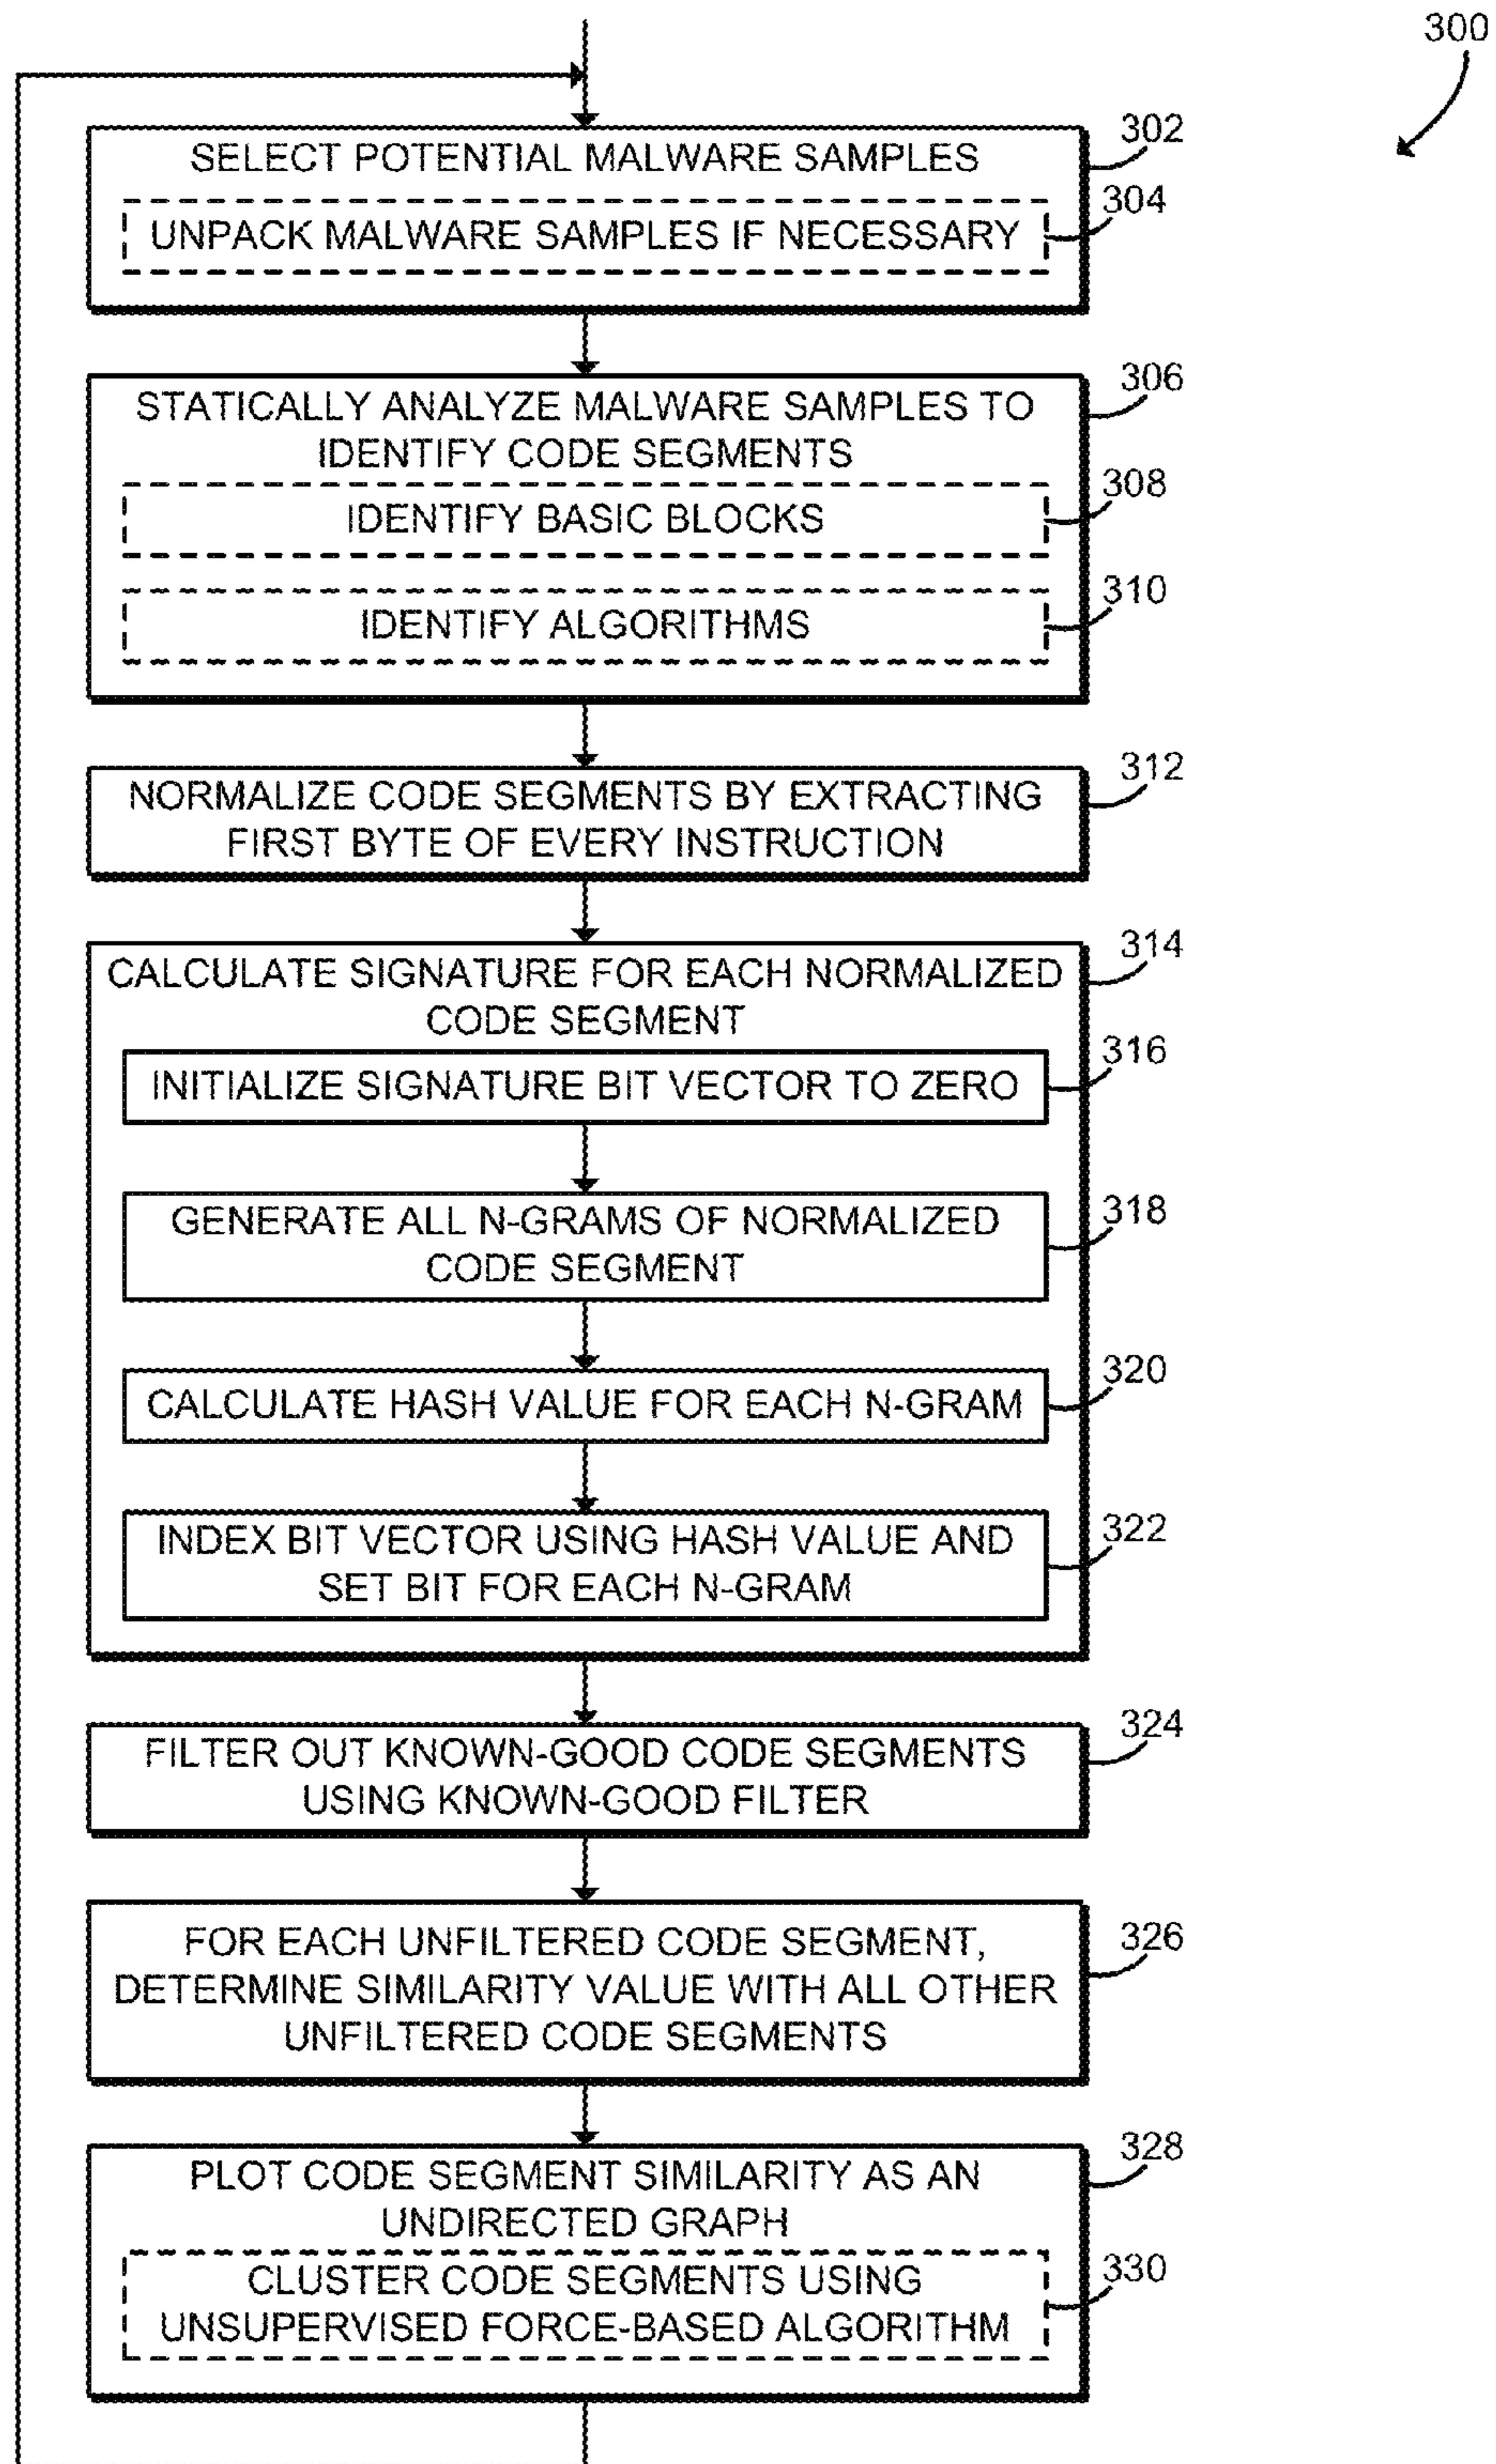 300
SELECT POTENTIAL MALWARE SAMPLES
302
UNPACK MALWARE SAMPLES IF NECESSARY
304
STATICALLY ANALYZE MALWARE SAMPLES TO
IDENTIFY CODE SEGMENTS
306
IDENTIFY BASIC BLOCKS
308
IDENTIFY ALGORITHMS
310
NORMALIZE CODE SEGMENTS BY EXTRACTING
FIRST BYTE OF EVERY INSTRUCTION
312
CALCULATE SIGNATURE FOR EACH NORMALIZED
CODE SEGMENT
314
INITIALIZE SIGNATURE BIT VECTOR TO ZERO
316
GENERATE ALL N-GRAMS OF NORMALIZED
CODE SEGMENT
318
CALCULATE HASH VALUE FOR EACH N-GRAM
320
INDEX BIT VECTOR USING HASH VALUE AND
SET BIT FOR EACH N-GRAM
322
FILTER OUT KNOWN-GOOD CODE SEGMENTS
USING KNOWN-GOOD FILTER
324
FOR EACH UNFILTERED CODE SEGMENT,
DETERMINE SIMILARITY VALUE WITH ALL OTHER
UNFILTERED CODE SEGMENTS
326
PLOT CODE SEGMENT SIMILARITY AS AN
UNDIRECTED GRAPH
328
CLUSTER CODE SEGMENTS USING
UNSUPERVISED FORCE-BASED ALGORITHM
330